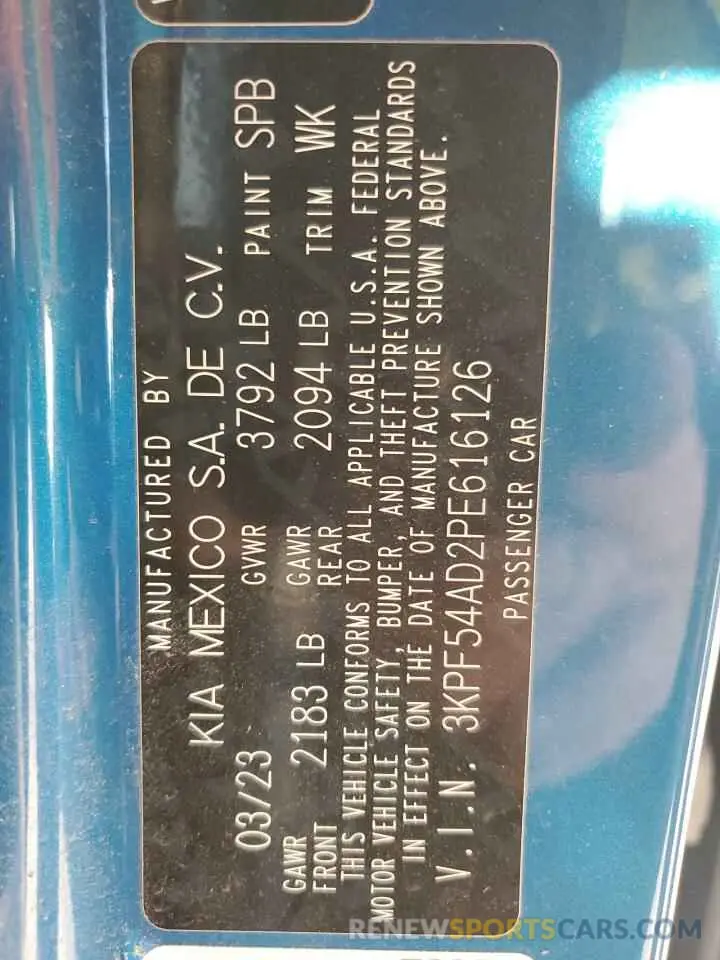 MANUFACTURED BY
KIA MEXICO S.A. DE C.V.
03/23 GVWR 3792 LB PAINT SPB
GAWR FRONT 2183 LB GAWR REAR 2094 LB TRIM WK
THIS VEHICLE CONFORMS TO ALL APPLICABLE U.S.A. FEDERAL
MOTOR VEHICLE SAFETY, BUMPER, AND THEFT PREVENTION STANDARDS
IN EFFECT ON THE DATE OF MANUFACTURE SHOWN ABOVE.
V.I.N. 3KPF54AD2PE616126
PASSENGER CAR
RENEWSPORTSCARS.COM